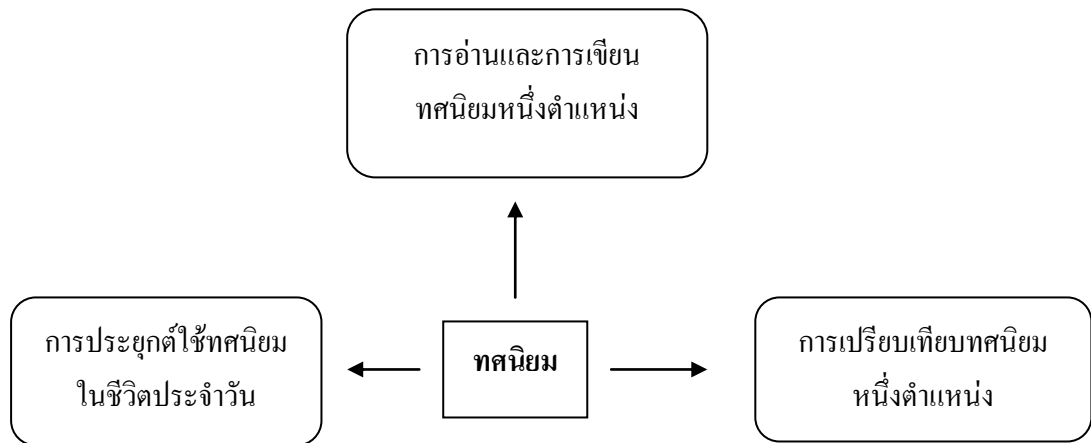 การอ่านและการเขียน
ทศนิยมหนึ่งตำแหน่ง
การประยุกต์ใช้ทศนิยม
ในชีวิตประจำวัน
ทศนิยม
การเปรียบเทียบทศนิยม
หนึ่งตำแหน่ง